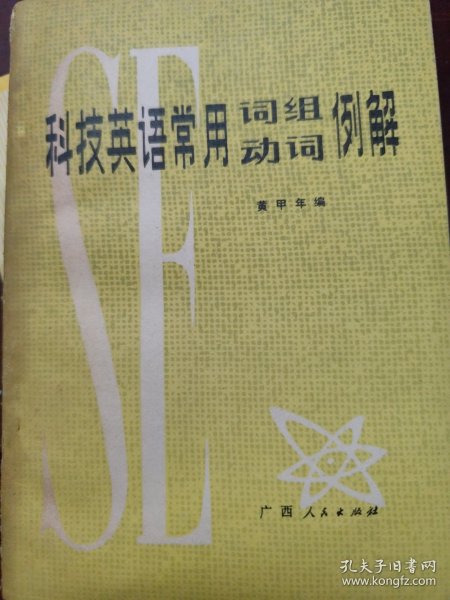 SE
科技英语常用词组动词例解
黄甲年编
广西人民出版社
孔夫子旧书网
www.kongfz.com